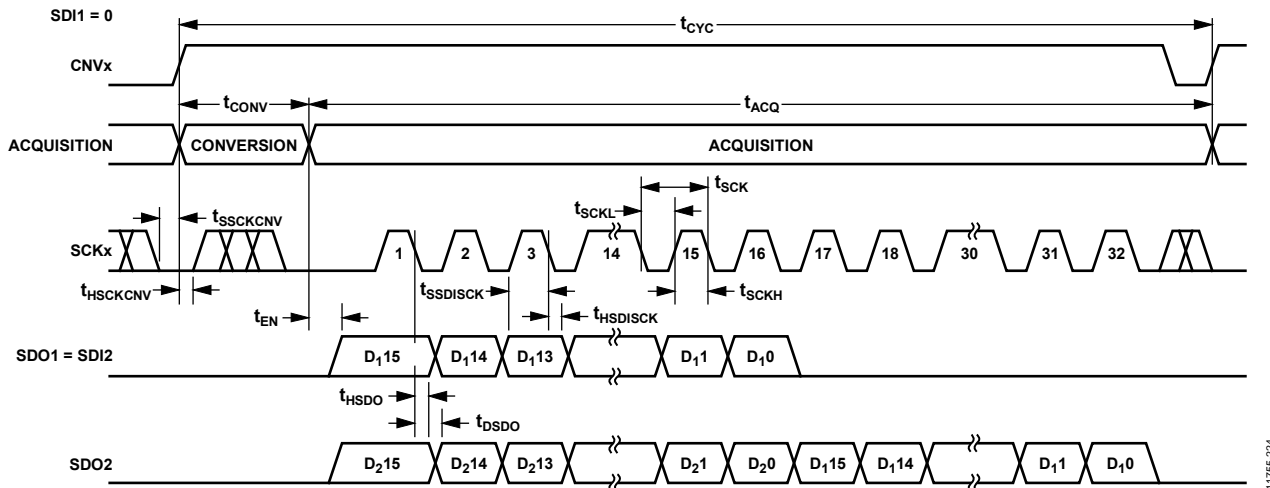 SDI1 = 0
tCYC
CNVx
tCONV
tACQ
ACQUISITION
CONVERSION
ACQUISITION
tSCK
tSCKL
tSSCKCNV
SCKx
1 2 3 14 15 16 17 18 30 31 32
tHSCKCNV
tSSDISCK
tSCKH
tEN
tHSDISCK
SDO1 = SDI2
D115 D114 D113 D11 D10
tHSDO
tDSDO
SDO2
D215 D214 D213 D21 D20 D115 D114 D11 D10
11755-224